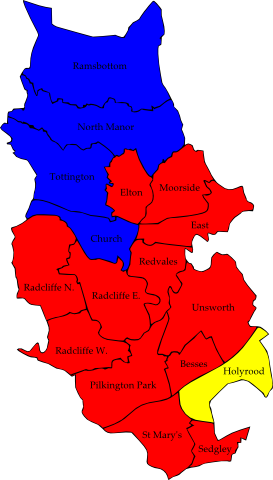 Ramsbottom
North Manor
Tottington
Elton
Moorside
East
Church
Redvales
Radcliffe N.
Radcliffe E.
Unsworth
Radcliffe W.
Besses
Holyrood
Pilkington Park
St Mary's
Sedgley